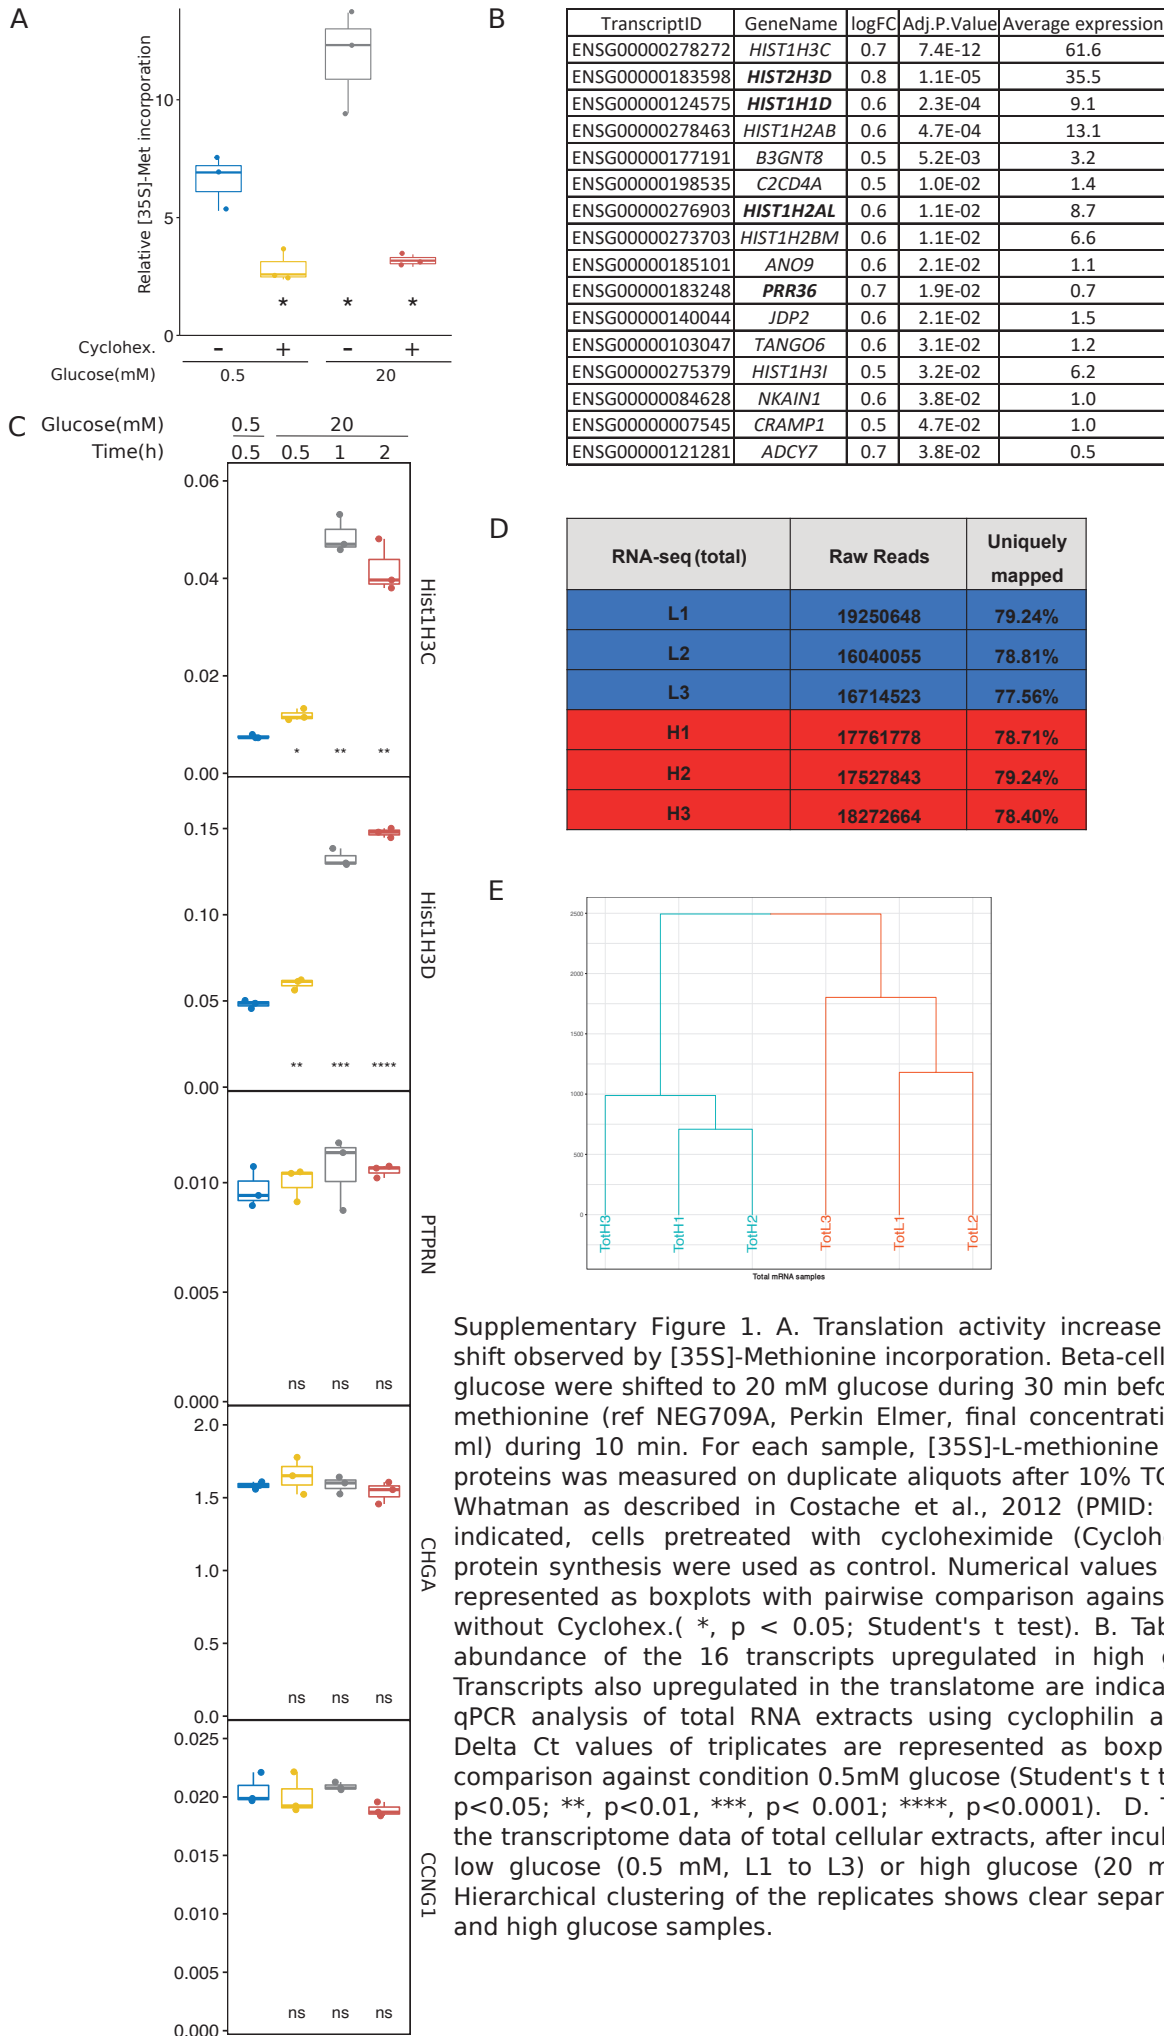 A
Relative [35S]-Met incorporation
10
5
0
* * *
Cyclohex. - + - +
Glucose(mM) 0.5 20
B
TranscriptID GeneName logFC Adj.P.Value Average expression
ENSG00000278272 HIST1H3C 0.7 7.4E-12 61.6
ENSG00000183598 HIST2H3D 0.8 1.1E-05 35.5
ENSG00000124575 HIST1H1D 0.6 2.3E-04 9.1
ENSG00000278463 HIST1H2AB 0.6 4.7E-04 13.1
ENSG00000177191 B3GNT8 0.5 5.2E-03 3.2
ENSG00000198535 C2CD4A 0.5 1.0E-02 1.4
ENSG00000276903 HIST1H2AL 0.6 1.1E-02 8.7
ENSG00000273703 HIST1H2BM 0.6 1.1E-02 6.6
ENSG00000185101 ANO9 0.6 2.1E-02 1.1
ENSG00000183248 PRR36 0.7 1.9E-02 0.7
ENSG00000140044 JDP2 0.6 2.1E-02 1.5
ENSG00000103047 TANGO6 0.6 3.1E-02 1.2
ENSG00000275379 HIST1H3I 0.5 3.2E-02 6.2
ENSG00000084628 NKAIN1 0.6 3.8E-02 1.0
ENSG00000007545 CRAMP1 0.5 4.7E-02 1.0
ENSG00000121281 ADCY7 0.7 3.8E-02 0.5
C
Glucose(mM) 0.5 20
Time(h) 0.5 0.5 1 2
0.06
0.04
0.02
0.00
* ** **
Hist1H3C
0.15
0.10
0.05
0.00
** *** ****
Hist1H3D
0.010
0.005
0.000
ns ns ns
PTPRN
2.0
1.5
1.0
0.5
0.0
ns ns ns
CHGA
0.025
0.020
0.015
0.010
0.005
0.000
ns ns ns
CCNG1
D
RNA-seq (total) Raw Reads Uniquely
mapped
L1 19250648 79.24%
L2 16040055 78.81%
L3 16714523 77.56%
H1 17761778 78.71%
H2 17527843 79.24%
H3 18272664 78.40%
E
2500
2000
1500
1000
500
0
TotH3 TotH1 TotH2 TotL3 TotL1 TotL2
Total mRNA samples
Supplementary Figure 1. A. Translation activity increase
shift observed by [35S]-Methionine incorporation. Beta-cell
glucose were shifted to 20 mM glucose during 30 min befo
methionine (ref NEG709A, Perkin Elmer, final concentrati
ml) during 10 min. For each sample, [35S]-L-methionine
proteins was measured on duplicate aliquots after 10% TC
Whatman as described in Costache et al., 2012 (PMID:
indicated, cells pretreated with cycloheximide (Cyclohe
protein synthesis were used as control. Numerical values
represented as boxplots with pairwise comparison agains
without Cyclohex.( *, p < 0.05; Student's t test). B. Tab
abundance of the 16 transcripts upregulated in high
Transcripts also upregulated in the translatome are indica
qPCR analysis of total RNA extracts using cyclophilin a
Delta Ct values of triplicates are represented as boxp
comparison against condition 0.5mM glucose (Student's t t
p<0.05; **, p<0.01, ***, p< 0.001; ****, p<0.0001). D. T
the transcriptome data of total cellular extracts, after incul
low glucose (0.5 mM, L1 to L3) or high glucose (20 m
Hierarchical clustering of the replicates shows clear separ
and high glucose samples.